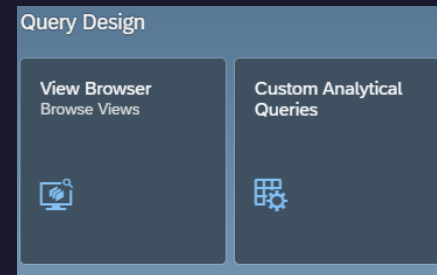 Query Design
View Browser
Browse Views
Custom Analytical
Queries